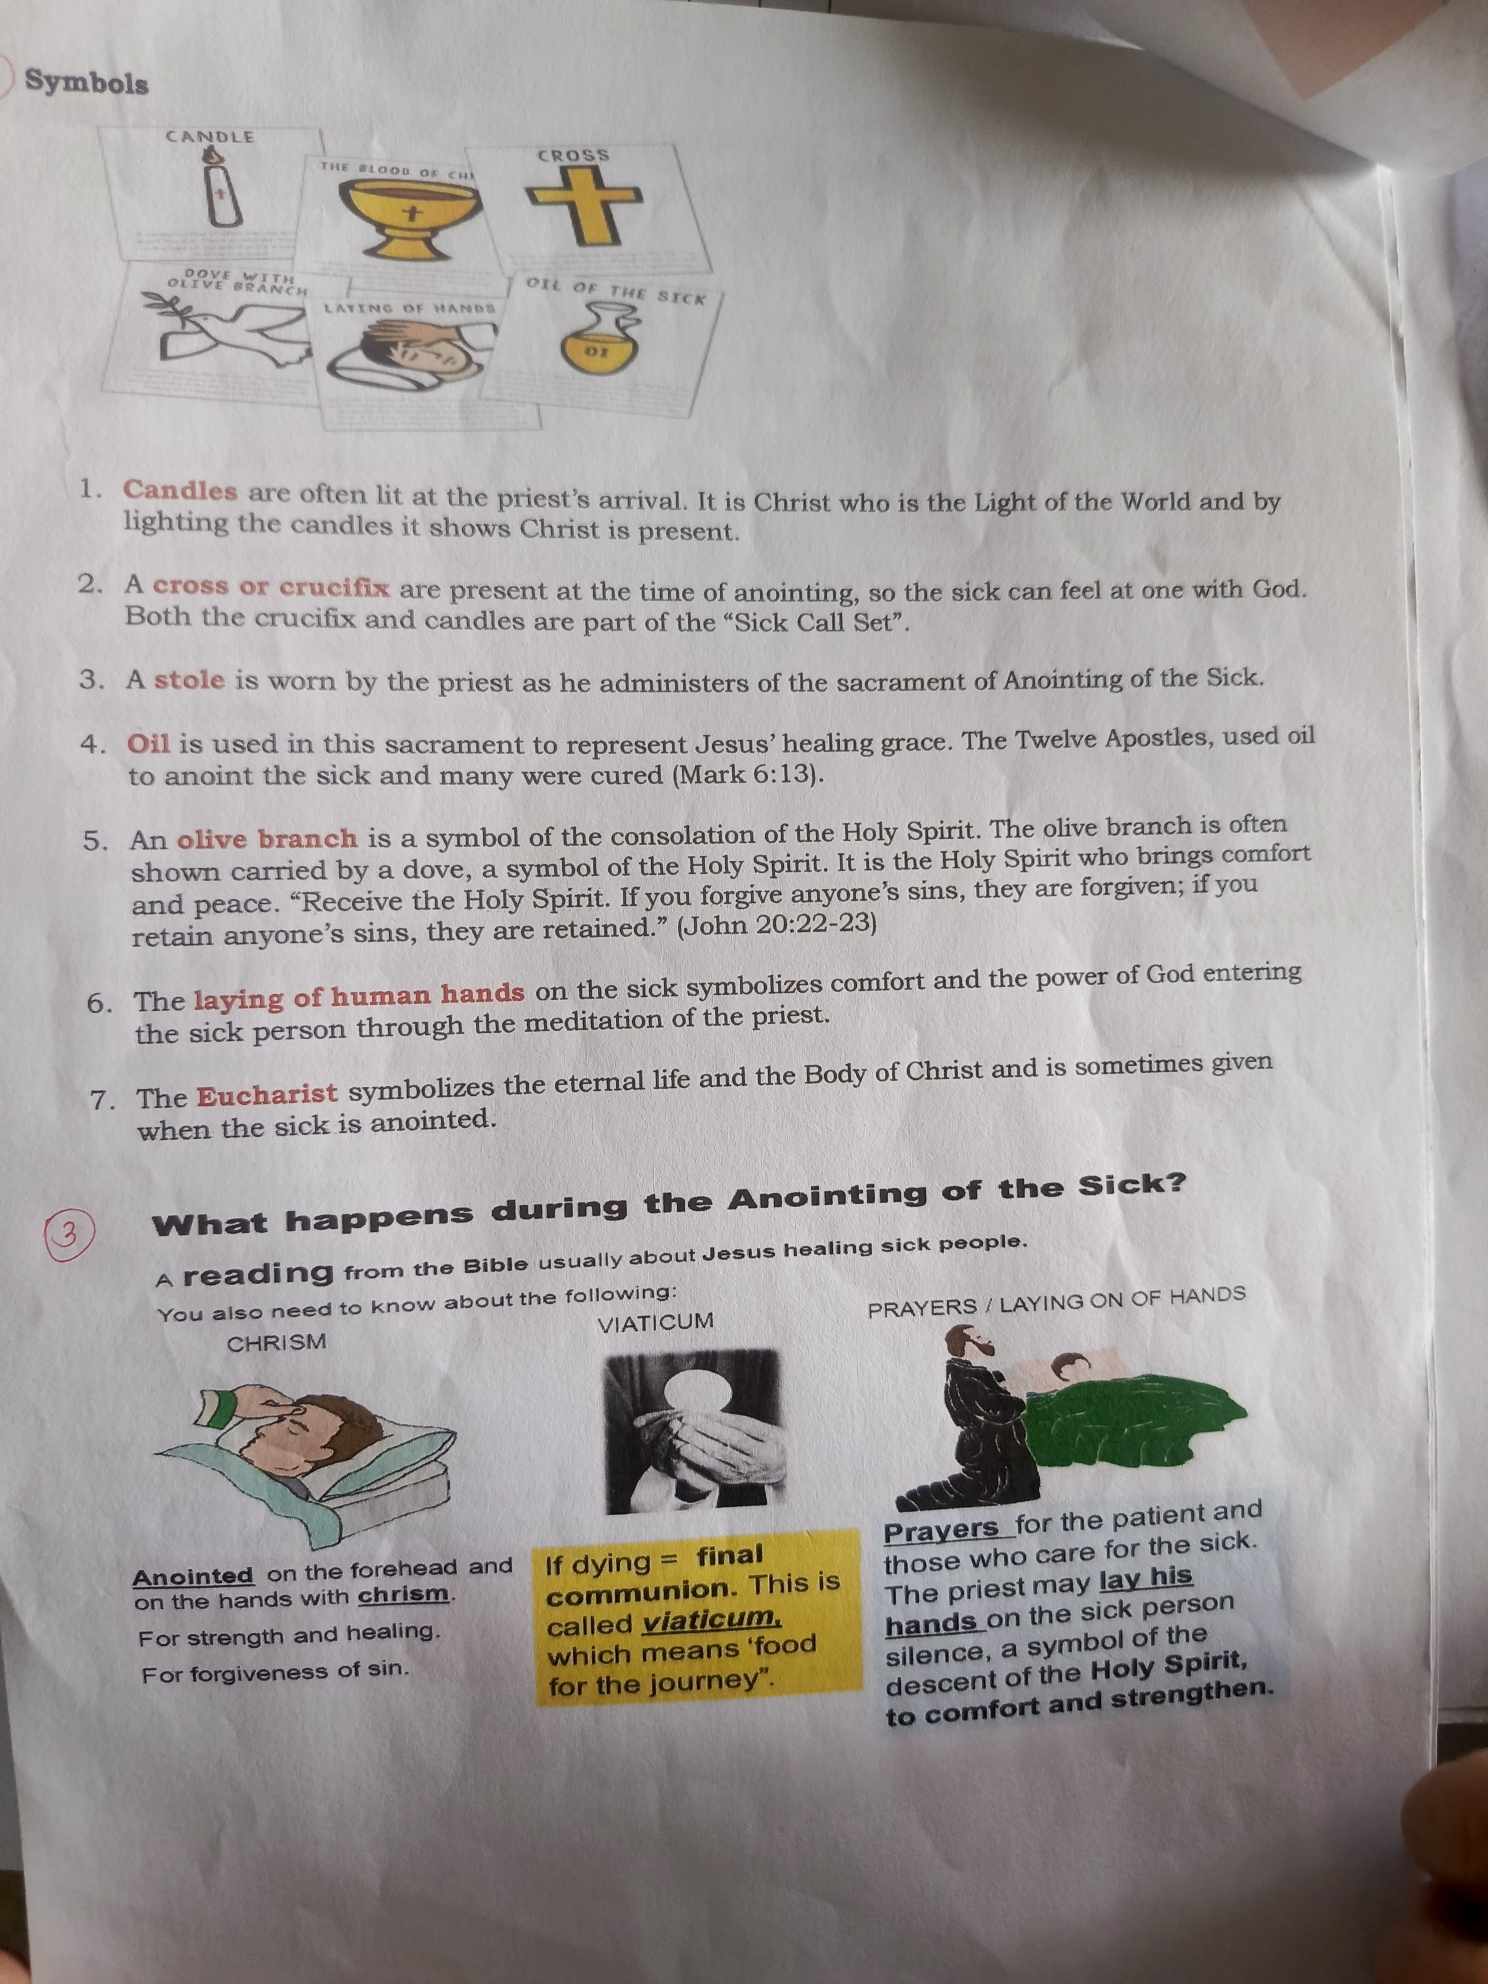 Symbols
CANDLE
THE BLOOD OF CHR
CROSS
DOVE WITH
OLIVE BRANCH
LAYING OF HANDS
OIL OF THE SICK
OI
1. Candles are often lit at the priest's arrival. It is Christ who is the Light of the World and by
lighting the candles it shows Christ is present.
2. A cross or crucifix are present at the time of anointing, so the sick can feel at one with God.
Both the crucifix and candles are part of the “Sick Call Set”.
3. A stole is worn by the priest as he administers of the sacrament of Anointing of the Sick.
4. Oil is used in this sacrament to represent Jesus’ healing grace. The Twelve Apostles, used oil
to anoint the sick and many were cured (Mark 6:13).
5. An olive branch is a symbol of the consolation of the Holy Spirit. The olive branch is often
shown carried by a dove, a symbol of the Holy Spirit. It is the Holy Spirit who brings comfort
and peace. “Receive the Holy Spirit. If you forgive anyone’s sins, they are forgiven; if you
retain anyone’s sins, they are retained.” (John 20:22-23)
6. The laying of human hands on the sick symbolizes comfort and the power of God entering
the sick person through the meditation of the priest.
7. The Eucharist symbolizes the eternal life and the Body of Christ and is sometimes given
when the sick is anointed.
3 What happens during the Anointing of the Sick?
A reading from the Bible usually about Jesus healing sick people.
You also need to know about the following:
CHRISM
VIATICUM
PRAYERS / LAYING ON OF HANDS
Anointed on the forehead and
on the hands with chrism.
For strength and healing.
For forgiveness of sin.
If dying = final
communion. This is
called viaticum,
which means ‘food
for the journey”.
Prayers for the patient and
those who care for the sick.
The priest may lay his
hands on the sick person
silence, a symbol of the
descent of the Holy Spirit,
to comfort and strengthen.